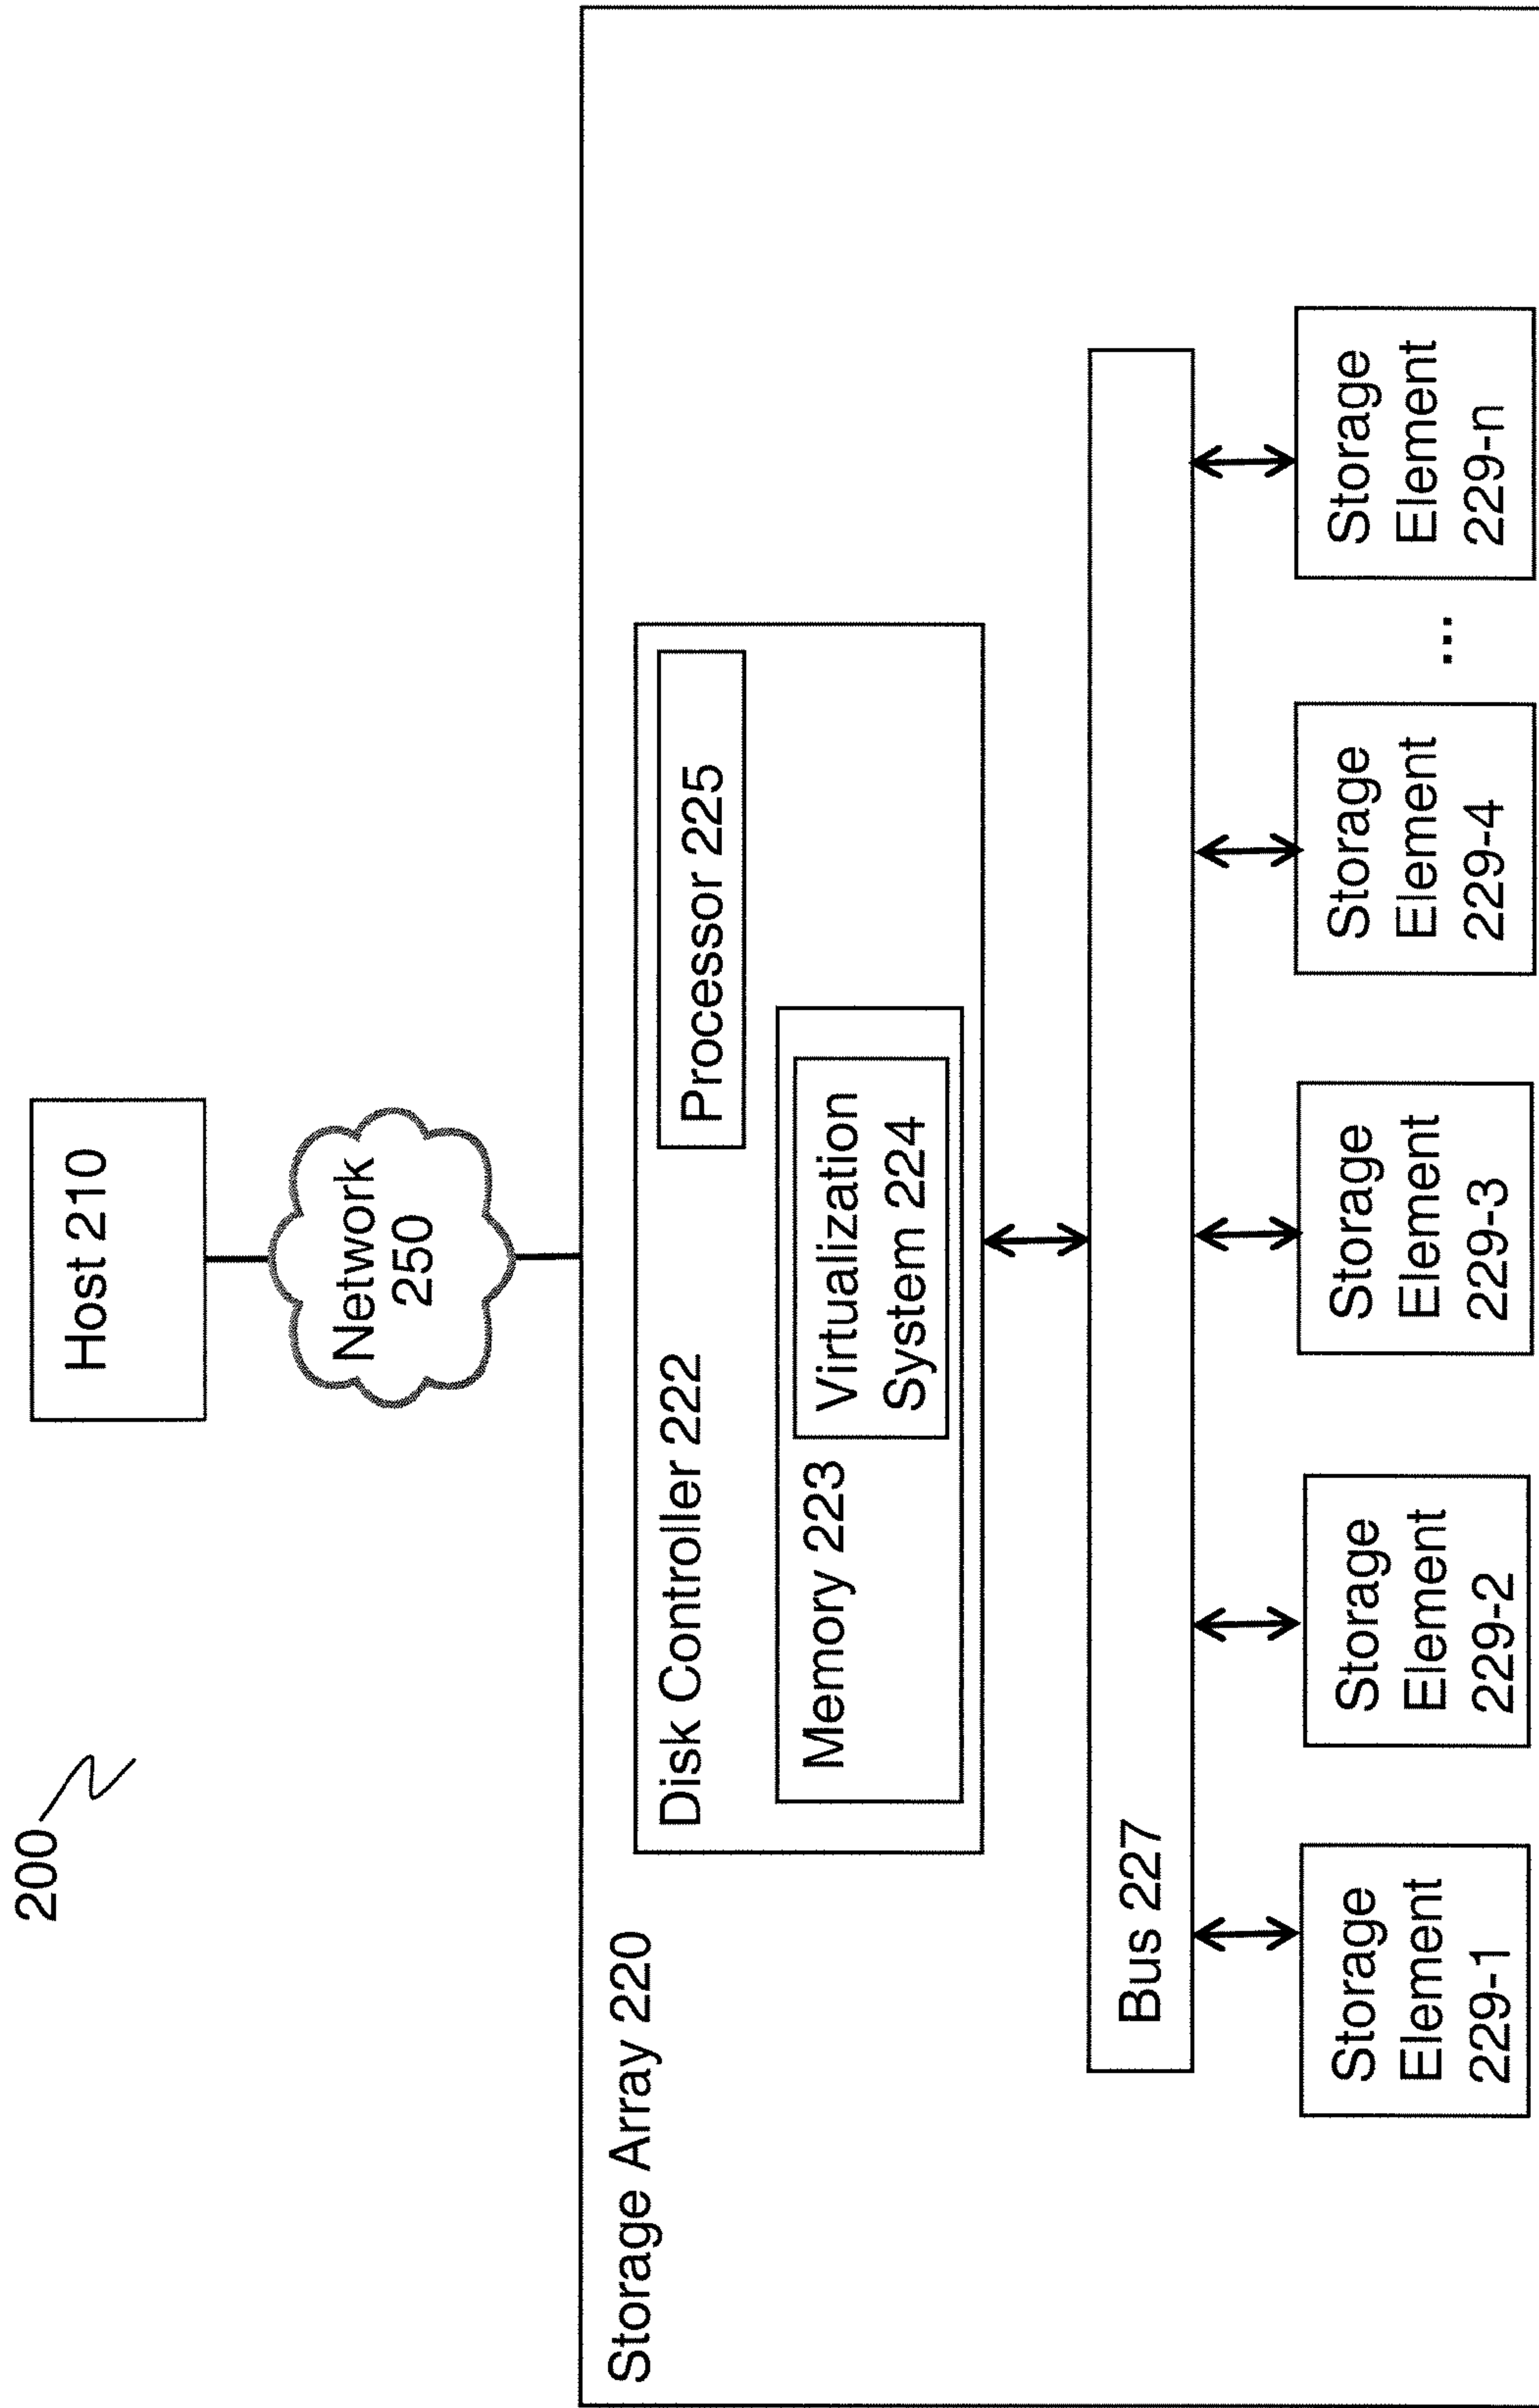 200
Host 210
Network
250
Storage Array 220
Disk Controller 222
Processor 225
Memory 223
Virtualization
System 224
Bus 227
Storage
Element
229-1
Storage
Element
229-2
Storage
Element
229-3
Storage
Element
229-4
...
Storage
Element
229-n